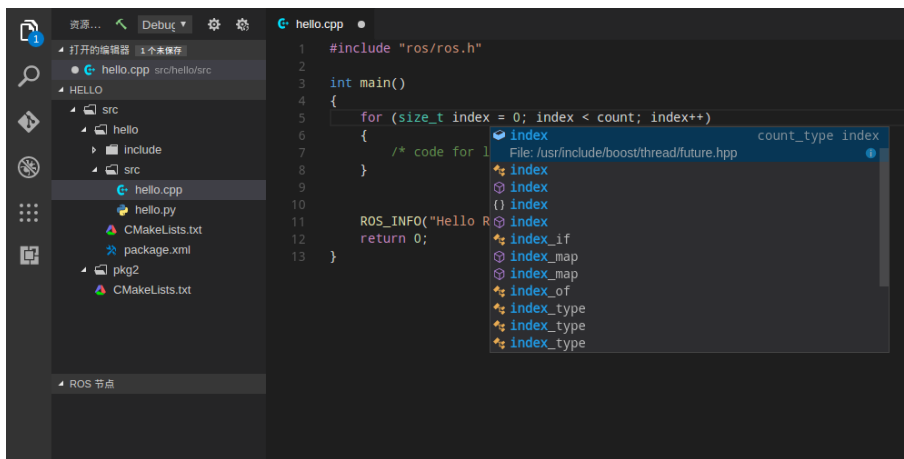 资源... Debug
1
打开的编辑器 1 个未保存
hello.cpp src/hello/src
HELLO
src
hello
include
src
hello.cpp
hello.py
CMakeLists.txt
package.xml
pkg2
CMakeLists.txt
ROS 节点
hello.cpp
1 #include "ros/ros.h"
2
3 int main()
4 {
5 for (size_t index = 0; index < count; index++)
6 {
7 /* code for l
8 }
9
10
11 ROS_INFO("Hello R
12 return 0;
13 }
index count_type index
File: /usr/include/boost/thread/future.hpp
index
index
{} index
index
index_if
index_map
index_map
index_of
index_type
index_type
index_type